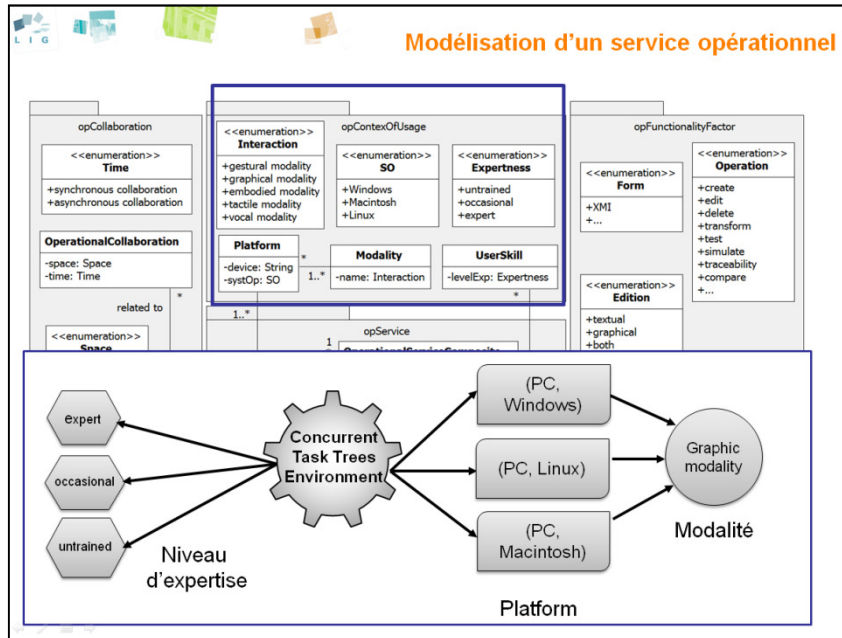 L I G
Modélisation d'un service opérationnel
opCollaboration
<<enumeration>>
Time
+synchronous collaboration
+asynchronous collaboration
OperationalCollaboration
-space: Space
-time: Time
related to
*
<<enumeration>>
Space
opContexOfUsage
<<enumeration>>
Interaction
+gestural modality
+graphical modality
+embodied modality
+tactile modality
+vocal modality
<<enumeration>>
SO
+Windows
+Macintosh
+Linux
<<enumeration>>
Expertness
+untrained
+occasional
+expert
Platform
-device: String
-systOp: SO
*
1..*
Modality
-name: Interaction
UserSkill
-levelExp: Expertness
*
1..*
opService
1
OperationalServiceComposite
opFunctionalityFactor
<<enumeration>>
Form
+XMI
+...
<<enumeration>>
Operation
+create
+edit
+delete
+transform
+test
+simulate
+traceability
+compare
+...
<<enumeration>>
Edition
+textual
+graphical
+both
expert
occasional
untrained
Niveau
d'expertise
Concurrent
Task Trees
Environment
(PC,
Windows)
(PC, Linux)
(PC,
Macintosh)
Platform
Graphic
modality
Modalité